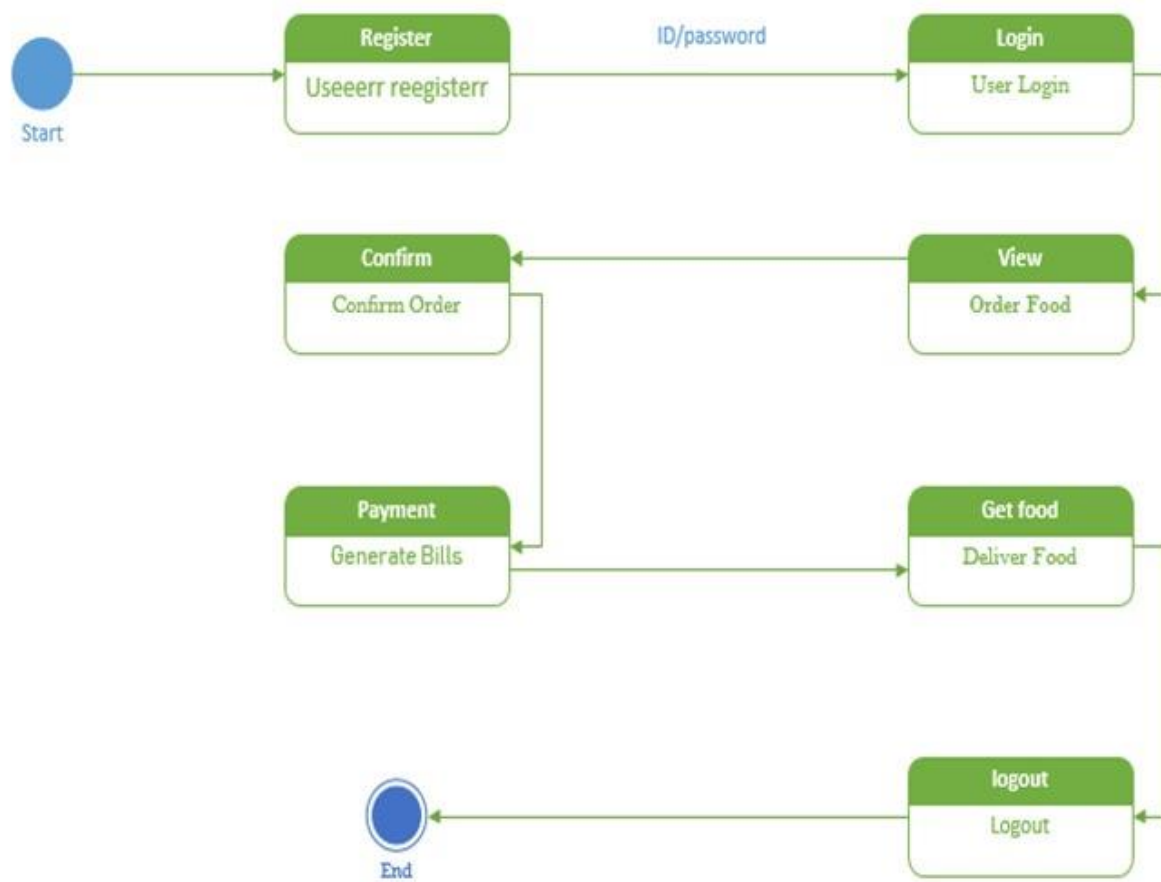 Start
Register
Useeerr reegisterr
ID/password
Login
User Login
View
Order Food
Confirm
Confirm Order
Payment
Generate Bills
Get food
Deliver Food
logout
Logout
End